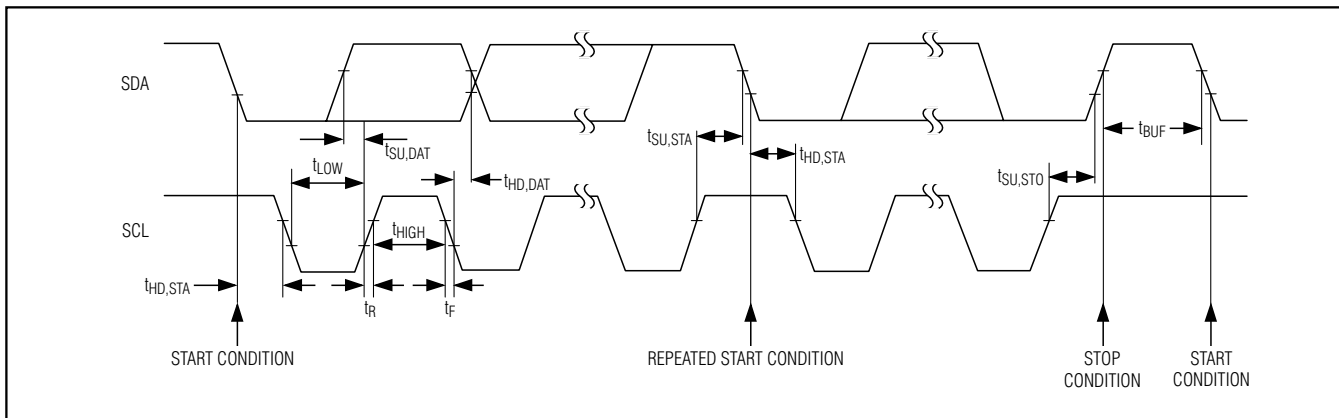 SDA
tSU,DAT
tLOW
tHD,DAT
tSU,STA
tHD,STA
tBUF
tSU,STO
SCL
tHIGH
tHD,STA
tR
tF
START CONDITION
REPEATED START CONDITION
STOP
CONDITION
START
CONDITION